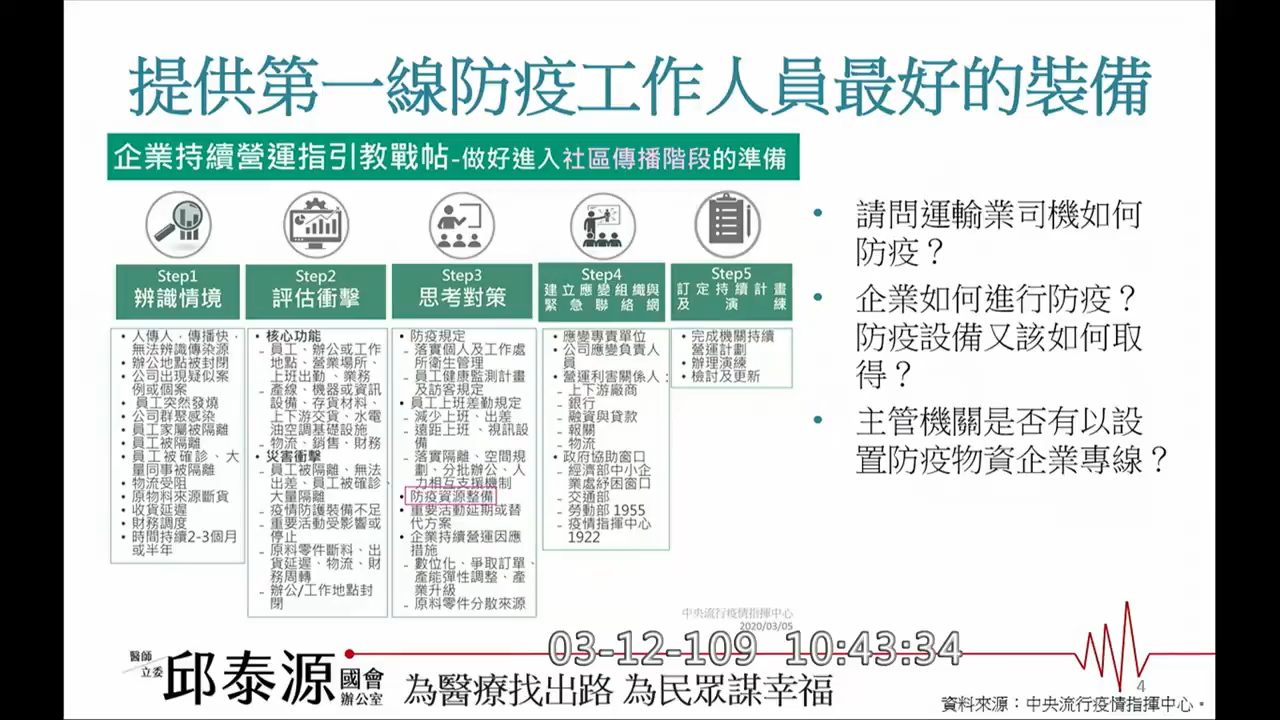 提供第一線防疫工作人員最好的裝備
企業持續營運指引教戰帖-做好進入社區傳播階段的準備
Step1
辨識情境
• 人傳人，傳播快，
無法辨識傳染源
• 辦公地點被封閉
• 公司出現疑似案
例或個案
• 員工突然發燒
• 公司群聚感染
• 員工家屬被隔離
• 員工被隔離
• 員工被確診、大
量同事被隔離
• 物流受阻
• 原物料來源斷貨
• 收貨延遲
• 財務調度
• 時間持續2-3個月
或半年
Step2
評估衝擊
• 核心功能
– 員工、辦公或工作
地點、營業場所、
上班出勤、業務
– 產線、機器或資訊
設備、存貨材料、
上下游交貨、水電
油空調基礎設施
– 物流、銷售、財務
• 災害衝擊
– 員工被隔離、無法
出差、員工被確診、
大量隔離
– 疫情防護裝備不足
– 重要活動受影響或
停止
– 原料零件斷料、出
貨延遲、物流、財
務周轉
– 辦公/工作地點封
閉
Step3
思考對策
• 防疫規定
– 落實個人及工作處
所衛生管理
– 員工健康監測計畫
及訪客規定
• 員工上班差勤規定
– 減少上班、出差
– 遠距上班、視訊設
備
– 落實隔離、空間規
劃、分批辦公、人
力相互支援機制
• 防疫資源整備
• 重要活動延期或替
代方案
• 企業持續營運因應
措施
– 數位化、爭取訂單、
產能彈性調整、產
業升級
– 原料零件分散來源
Step4
建立應變組織與
緊急聯絡網
• 應變專責單位
• 公司應變負責人
員
• 營運利害關係人：
– 上下游廠商
– 銀行
– 融資與貸款
– 報關
– 物流
• 政府協助窗口
– 經濟部中小企
業處紓困窗口
– 交通部
– 勞動部 1955
– 疫情指揮中心
1922
Step5
訂定持續計畫
及演練
• 完成機關持續
營運計劃
• 辦理演練
• 檢討及更新
• 請問運輸業司機如何
防疫？
• 企業如何進行防疫？
防疫設備又該如何取
得？
• 主管機關是否有以設
置防疫物資企業專線？
中央流行疫情指揮中心
2020/03/05
03-12-109 10:43:34
醫師
立委
邱泰源
國會
辦公室
為醫療找出路 為民眾謀幸福
4
資料來源：中央流行疫情指揮中心。